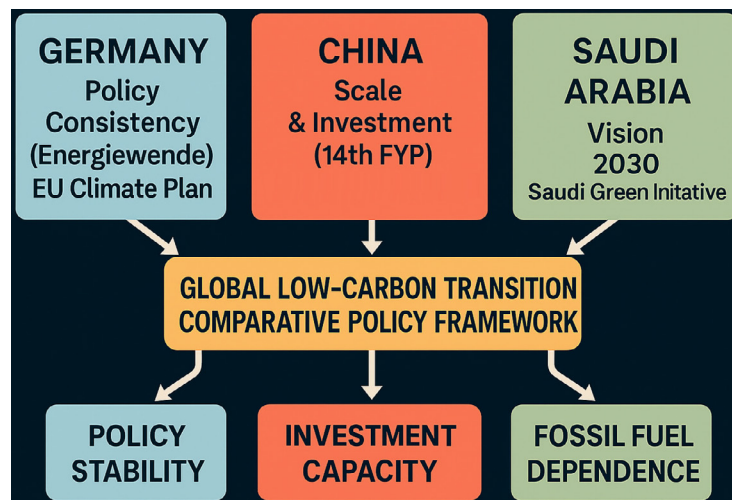 GERMANY
Policy
Consistency
(Energiewende)
EU Climate Plan
CHINA
Scale
& Investment
(14th FYP)
SAUDI
ARABIA
Vision
2030
Saudi Green Initative
GLOBAL LOW-CARBON TRANSITION
COMPARATIVE POLICY FRAMEWORK
POLICY
STABILITY
INVESTMENT
CAPACITY
FOSSIL FUEL
DEPENDENCE